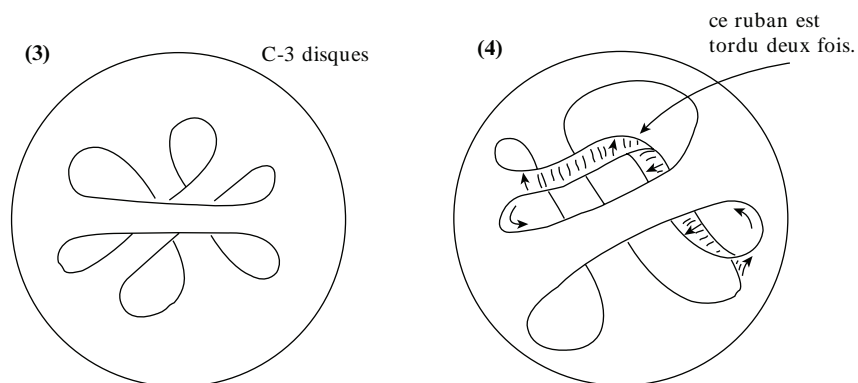 (3)
C-3 disques
(4)
ce ruban est
tordu deux fois.